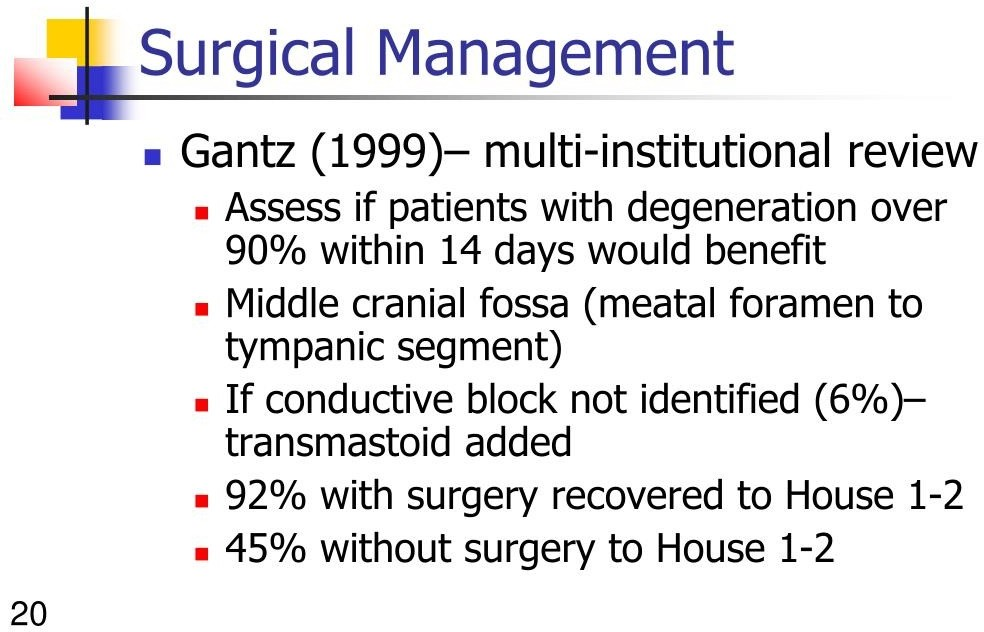 Surgical Management
Gantz (1999)– multi-institutional review
Assess if patients with degeneration over
90% within 14 days would benefit
Middle cranial fossa (meatal foramen to
tympanic segment)
If conductive block not identified (6%)–
transmastoid added
92% with surgery recovered to House 1-2
45% without surgery to House 1-2
20